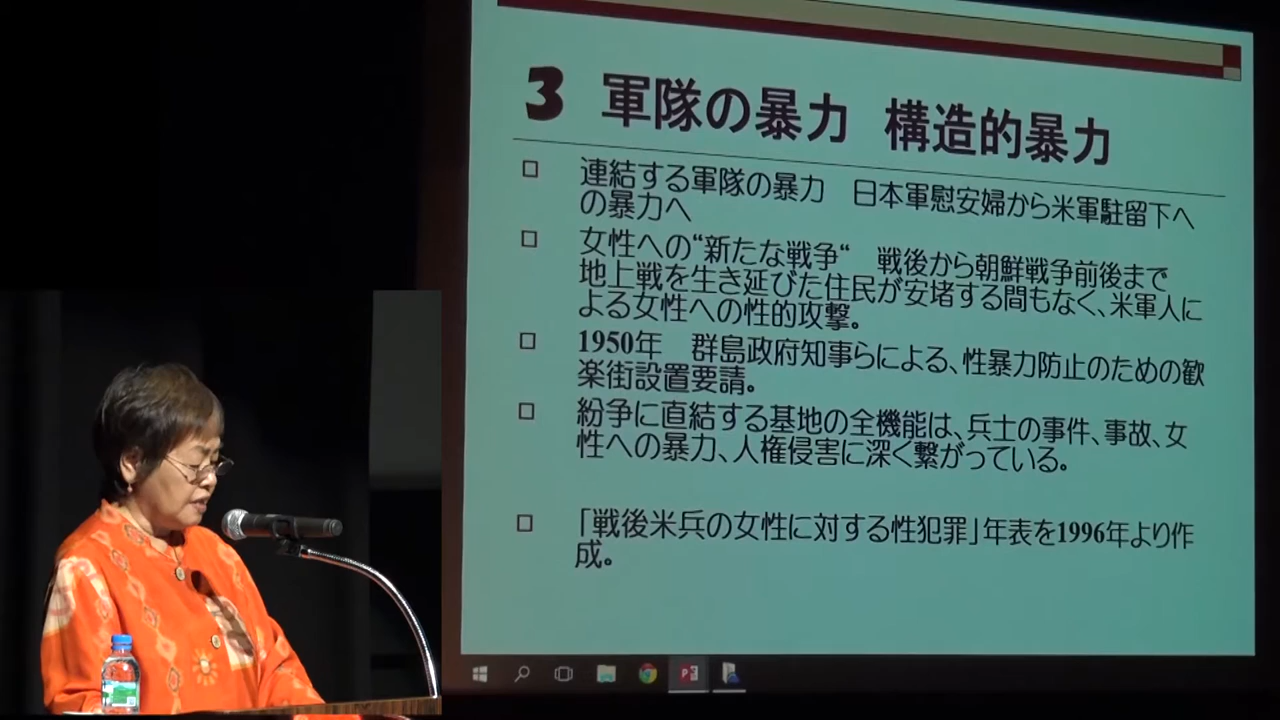 3 軍隊の暴力 構造的暴力
□ 連結する軍隊の暴力 日本軍慰安婦から米軍駐留下へ
の暴力へ
□ 女性への“新たな戦争“ 戦後から朝鮮戦争前後まで
地上戦を生き延びた住民が安堵する間もなく、米軍人に
よる女性への性的攻撃。
□ 1950年 群島政府知事らによる、性暴力防止のための歓
楽街設置要請。
□ 紛争に直結する基地の全機能は、兵士の事件、事故、女
性への暴力、人権侵害に深く繋がっている。
□ 「戦後米兵の女性に対する性犯罪」年表を1996年より作
成。